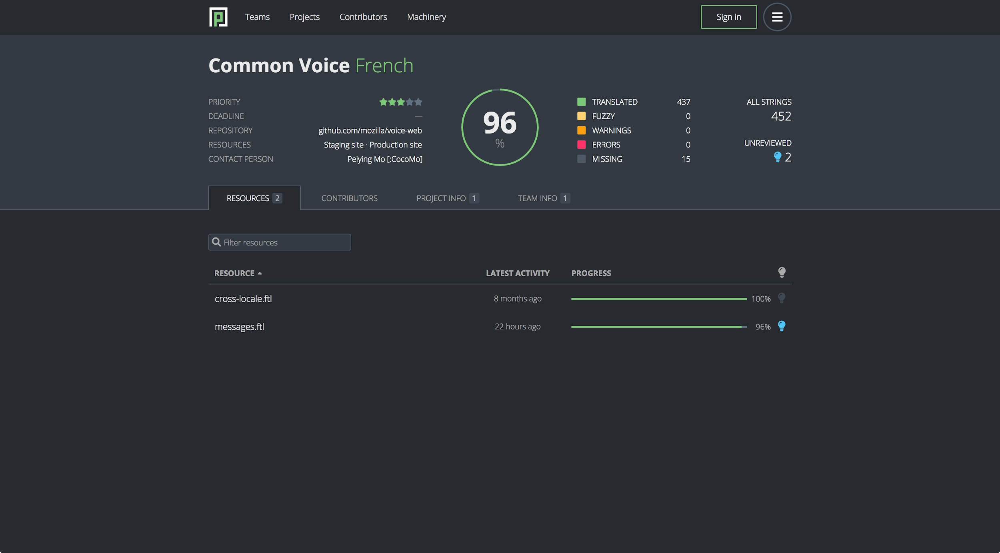 Teams Projects Contributors Machinery Sign in
Common Voice French
PRIORITY
DEADLINE —
REPOSITORY github.com/mozilla/voice-web
RESOURCES Staging site · Production site
CONTACT PERSON Peiying Mo [:CocoMo]
96
%
TRANSLATED 437
FUZZY 0
WARNINGS 0
ERRORS 0
MISSING 15
ALL STRINGS
452
UNREVIEWED
2
RESOURCES 2 CONTRIBUTORS PROJECT INFO 1 TEAM INFO 1
Filter resources
RESOURCE LATEST ACTIVITY PROGRESS
cross-locale.ftl 8 months ago 100%
messages.ftl 22 hours ago 96%